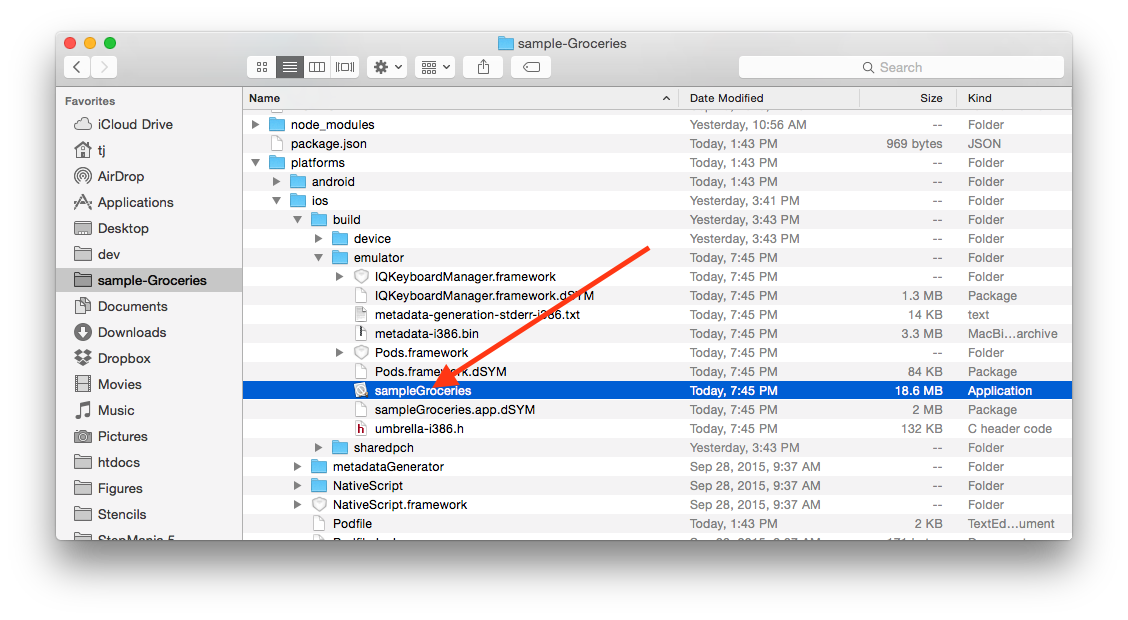 sample-Groceries
Search
Favorites
iCloud Drive
tj
AirDrop
Applications
Desktop
dev
sample-Groceries
Documents
Downloads
Dropbox
Movies
Music
Pictures
htdocs
Figures
Stencils
StepMania 5
Name Date Modified Size Kind
node_modules Yesterday, 10:56 AM -- Folder
package.json Today, 1:43 PM 969 bytes JSON
platforms Today, 1:43 PM -- Folder
android Today, 1:43 PM -- Folder
ios Yesterday, 3:41 PM -- Folder
build Yesterday, 3:43 PM -- Folder
device Yesterday, 3:43 PM -- Folder
emulator Today, 7:45 PM -- Folder
IQKeyboardManager.framework Today, 7:45 PM -- Folder
IQKeyboardManager.framework.dSYM Today, 7:45 PM 1.3 MB Package
metadata-generation-stderr-i386.txt Today, 7:45 PM 14 KB text
metadata-i386.bin Today, 7:45 PM 3.3 MB MacBi...archive
Pods.framework Today, 7:45 PM -- Folder
Pods.framework.dSYM Today, 7:45 PM 84 KB Package
sampleGroceries Today, 7:45 PM 18.6 MB Application
sampleGroceries.app.dSYM Today, 7:45 PM 2 MB Package
umbrella-i386.h Today, 7:45 PM 132 KB C header code
sharedpch Yesterday, 3:43 PM -- Folder
metadataGenerator Sep 28, 2015, 9:37 AM -- Folder
NativeScript Sep 28, 2015, 9:37 AM -- Folder
NativeScript.framework Sep 28, 2015, 9:37 AM -- Folder
Podfile Today, 1:43 PM 2 KB TextEd...ument